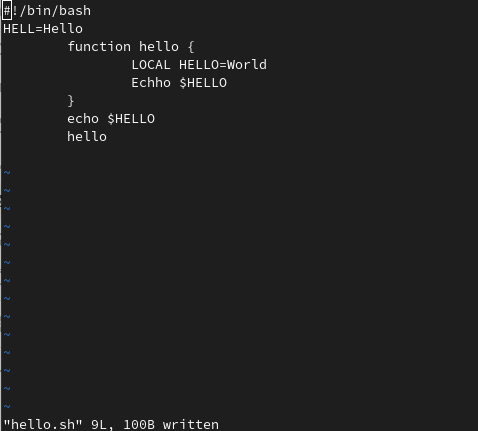 #!/bin/bash
HELL=Hello
        function hello {
                LOCAL HELLO=World
                Echho $HELLO
        }
        echo $HELLO
        hello

~
~
~
~
~
~
~
~
~
~
~
~
~
~
"hello.sh" 9L, 100B written